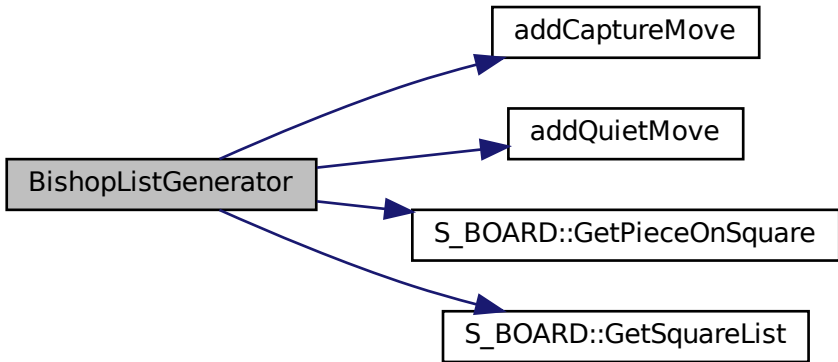 addCaptureMove
addQuietMove
BishopListGenerator
S_BOARD::GetPieceOnSquare
S_BOARD::GetSquareList